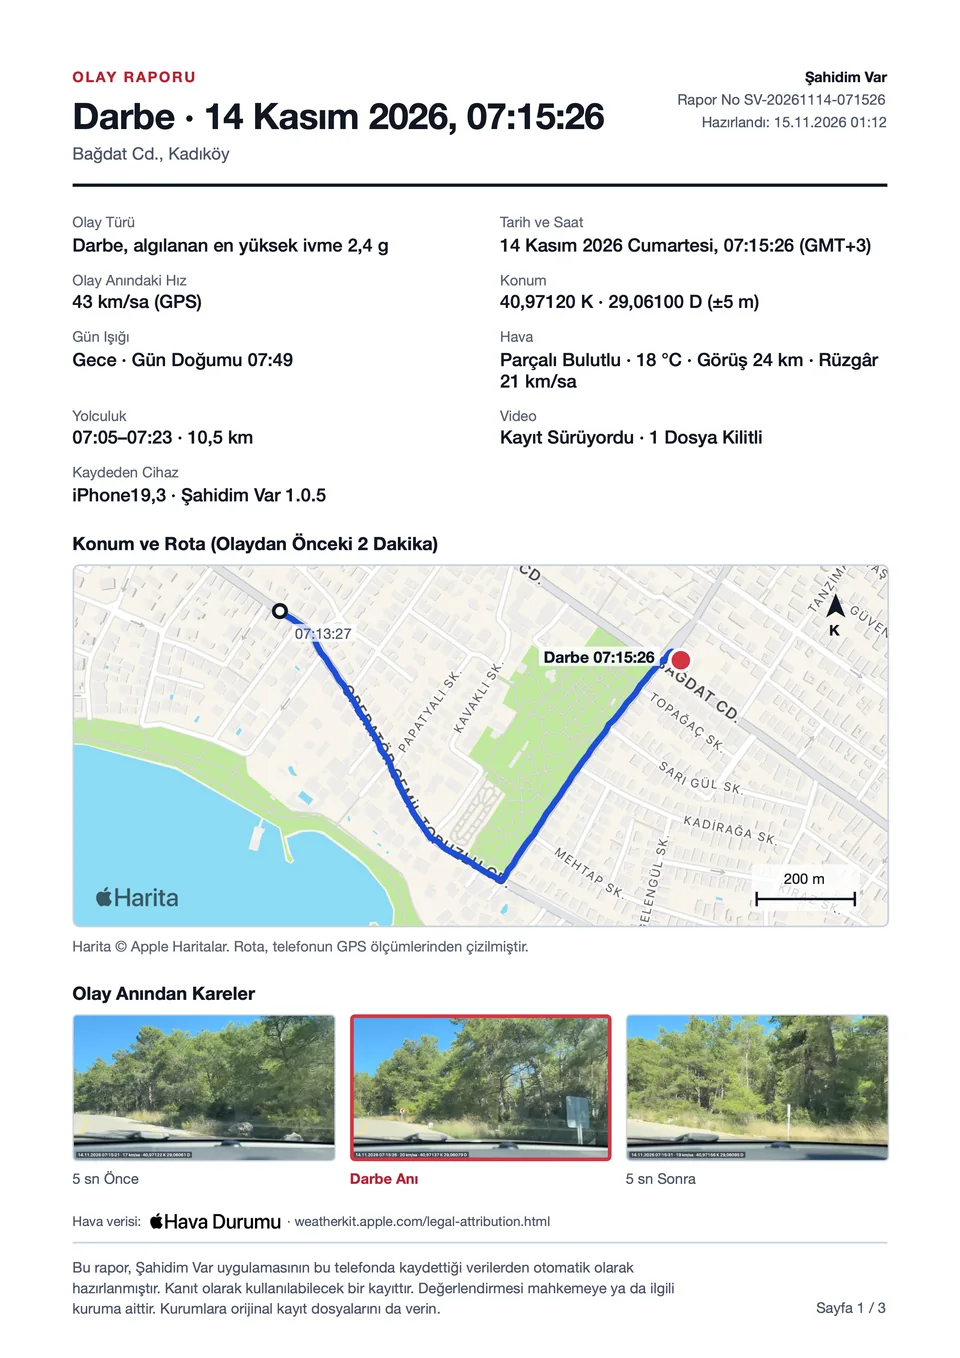 OLAY RAPORU
Darbe · 14 Kasım 2026, 07:15:26
Bağdat Cd., Kadıköy
Şahidim Var
Rapor No SV-20261114-071526
Hazırlandı: 15.11.2026 01:12
Olay Türü
Darbe, algılanan en yüksek ivme 2,4 g
Tarih ve Saat
14 Kasım 2026 Cumartesi, 07:15:26 (GMT+3)
Olay Anındaki Hız
43 km/sa (GPS)
Konum
40,97120 K · 29,06100 D (±5 m)
Gün Işığı
Gece · Gün Doğumu 07:49
Hava
Parçalı Bulutlu · 18 °C · Görüş 24 km · Rüzgâr
21 km/sa
Yolculuk
07:05–07:23 · 10,5 km
Video
Kayıt Sürüyordu · 1 Dosya Kilitli
Kaydeden Cihaz
iPhone19,3 · Şahidim Var 1.0.5
Konum ve Rota (Olaydan Önceki 2 Dakika)
CD.
K
07:13:27
Darbe 07:15:26
BAĞDAT CD.
PAPATYALI SK.
KAVAKLI SK.
TOPAĞAÇ SK.
SARI GÜL SK.
KADİRAĞA SK.
MEHTAP SK.
200 m
Harita
Harita © Apple Haritalar. Rota, telefonun GPS ölçümlerinden çizilmiştir.
Olay Anından Kareler
5 sn Önce
Darbe Anı
5 sn Sonra
Hava verisi: Hava Durumu · weatherkit.apple.com/legal-attribution.html
Bu rapor, Şahidim Var uygulamasının bu telefonda kaydettiği verilerden otomatik olarak
hazırlanmıştır. Kanıt olarak kullanılabilecek bir kayıttır. Değerlendirmesi mahkemeye ya da ilgili
kuruma aittir. Kurumlara orijinal kayıt dosyalarını da verin.
Sayfa 1 / 3